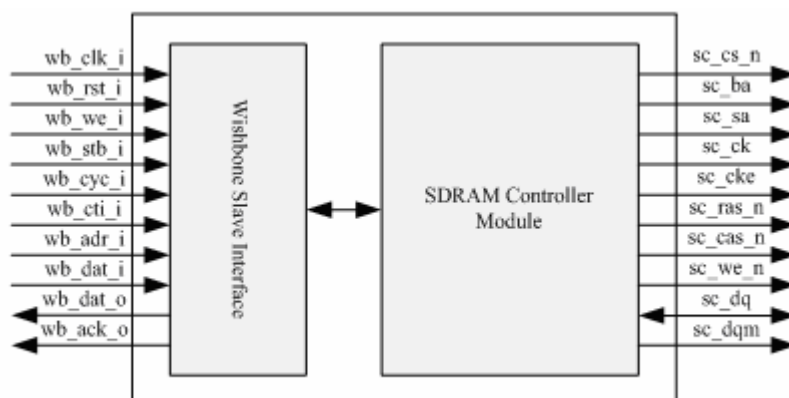 wb_clk_i
wb_rst_i
wb_we_i
wb_stb_i
wb_cyc_i
wb_cti_i
wb_adr_i
wb_dat_i
wb_dat_o
wb_ack_o
Wishbone Slave Interface
SDRAM Controller
Module
sc_cs_n
sc_ba
sc_sa
sc_ck
sc_cke
sc_ras_n
sc_cas_n
sc_we_n
sc_dq
sc_dqm